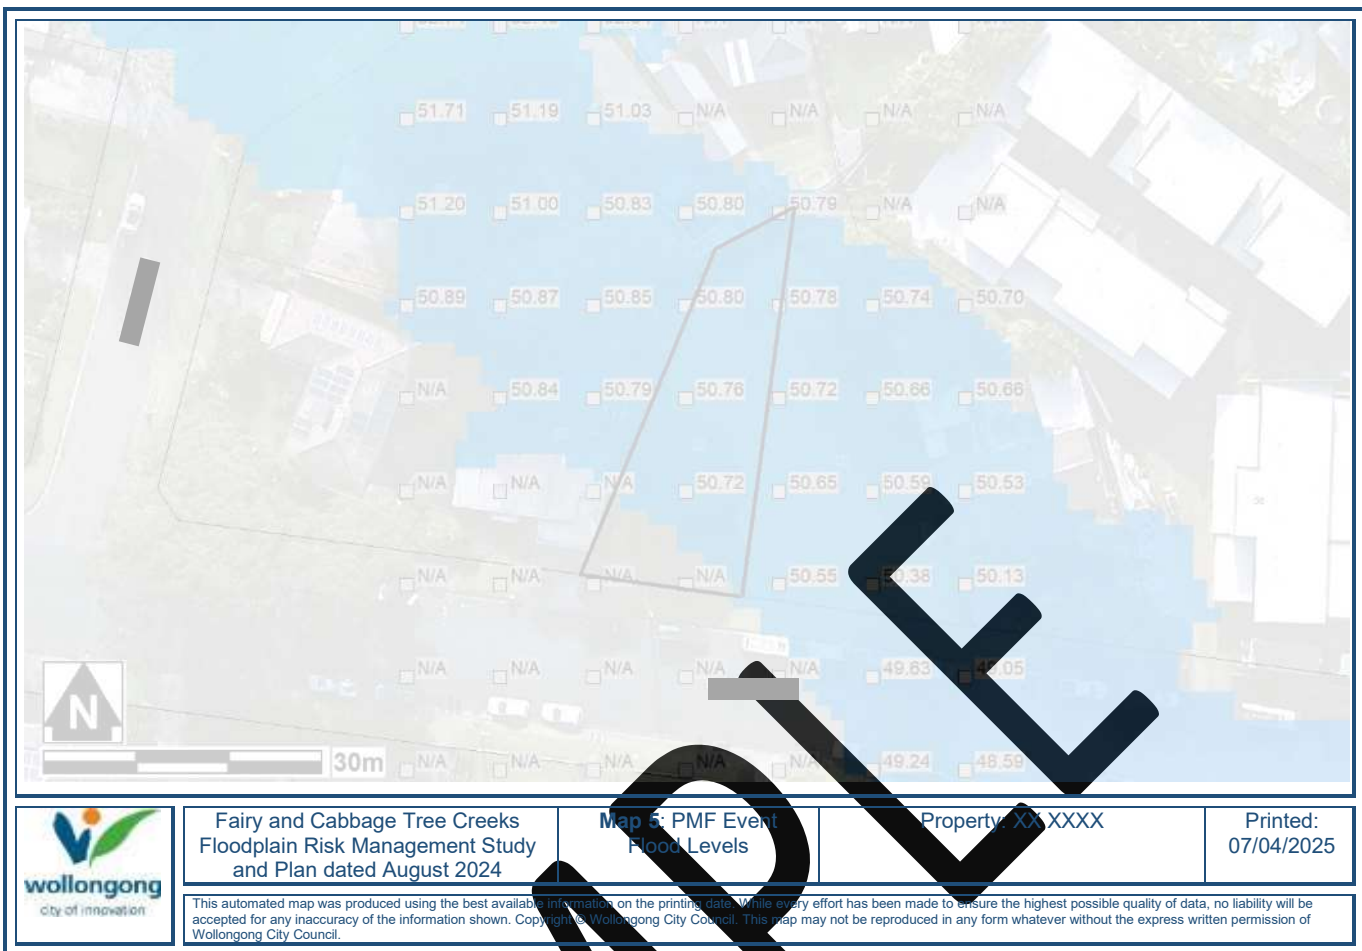 51.71 51.19 51.03 N/A N/A N/A N/A
51.20 51.00 50.83 50.80 50.79 N/A N/A
50.89 50.87 50.85 50.80 50.78 50.74 50.70
N/A 50.84 50.79 50.76 50.72 50.66 50.66
N/A N/A N/A 50.72 50.65 50.59 50.53
N/A N/A N/A N/A 50.55 50.38 50.13
N/A N/A N/A N/A N/A 49.63 49.05
N
30m N/A N/A N/A N/A N/A 49.24 48.59
wollongong
city of innovation
Fairy and Cabbage Tree Creeks
Floodplain Risk Management Study
and Plan dated August 2024
Map 5: PMF Event
Flood Levels
Property: XX XXXX
Printed:
07/04/2025
This automated map was produced using the best available information on the printing date. While every effort has been made to ensure the highest possible quality of data, no liability will be
accepted for any inaccuracy of the information shown. Copyright © Wollongong City Council. This map may not be reproduced in any form whatever without the express written permission of
Wollongong City Council.